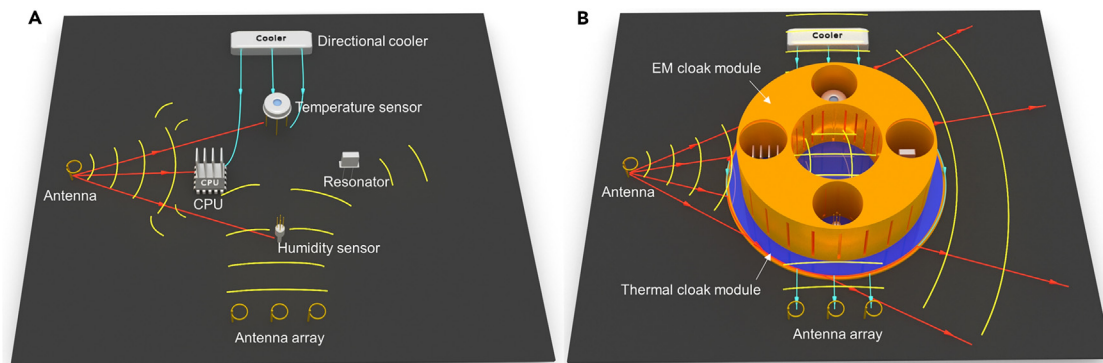 A
Cooler
Directional cooler
Temperature sensor
Antenna
CPU
CPU
Resonator
Humidity sensor
Antenna array
B
Cooler
EM cloak module
Antenna
Thermal cloak module
Antenna array